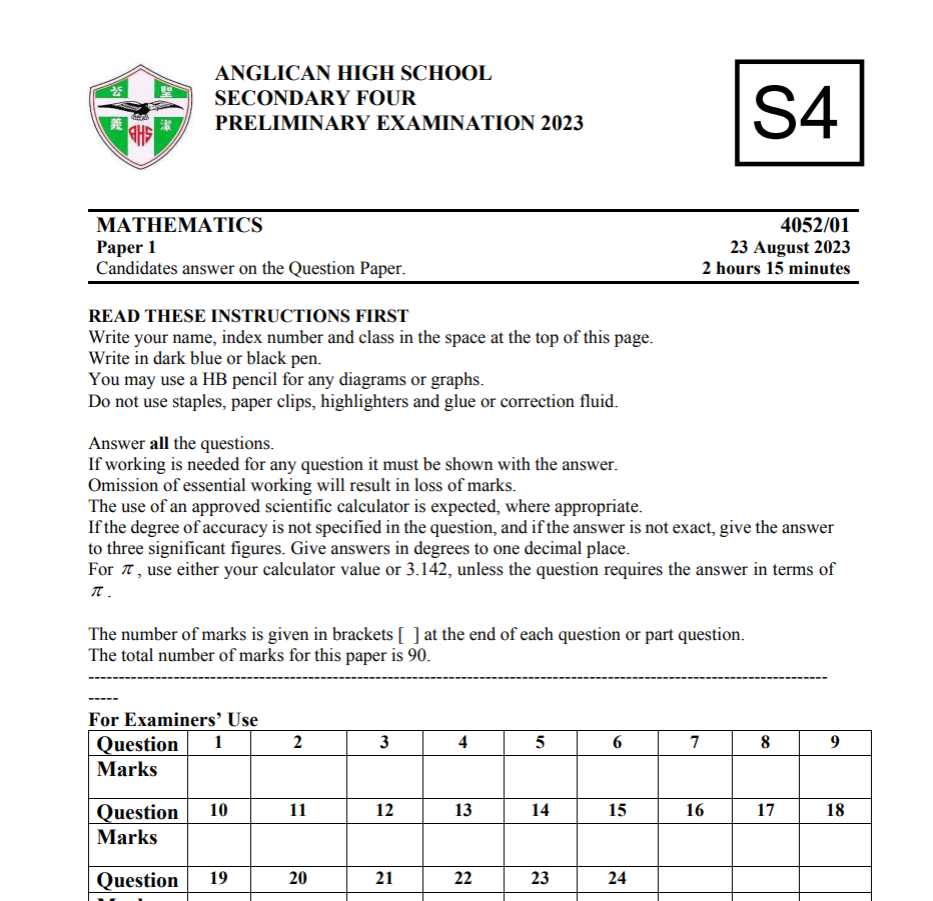 ANGLICAN HIGH SCHOOL
SECONDARY FOUR
PRELIMINARY EXAMINATION 2023
S4
公 聖
義 潔
AHS
MATHEMATICS 4052/01
Paper 1 23 August 2023
Candidates answer on the Question Paper. 2 hours 15 minutes
READ THESE INSTRUCTIONS FIRST
Write your name, index number and class in the space at the top of this page.
Write in dark blue or black pen.
You may use a HB pencil for any diagrams or graphs.
Do not use staples, paper clips, highlighters and glue or correction fluid.
Answer all the questions.
If working is needed for any question it must be shown with the answer.
Omission of essential working will result in loss of marks.
The use of an approved scientific calculator is expected, where appropriate.
If the degree of accuracy is not specified in the question, and if the answer is not exact, give the answer
to three significant figures. Give answers in degrees to one decimal place.
For π , use either your calculator value or 3.142, unless the question requires the answer in terms of
π .
The number of marks is given in brackets [ ] at the end of each question or part question.
The total number of marks for this paper is 90.
---------------------------------------------------------------------------------------------------------------------------
-----
For Examiners’ Use
Question 1 2 3 4 5 6 7 8 9
Marks
Question 10 11 12 13 14 15 16 17 18
Marks
Question 19 20 21 22 23 24